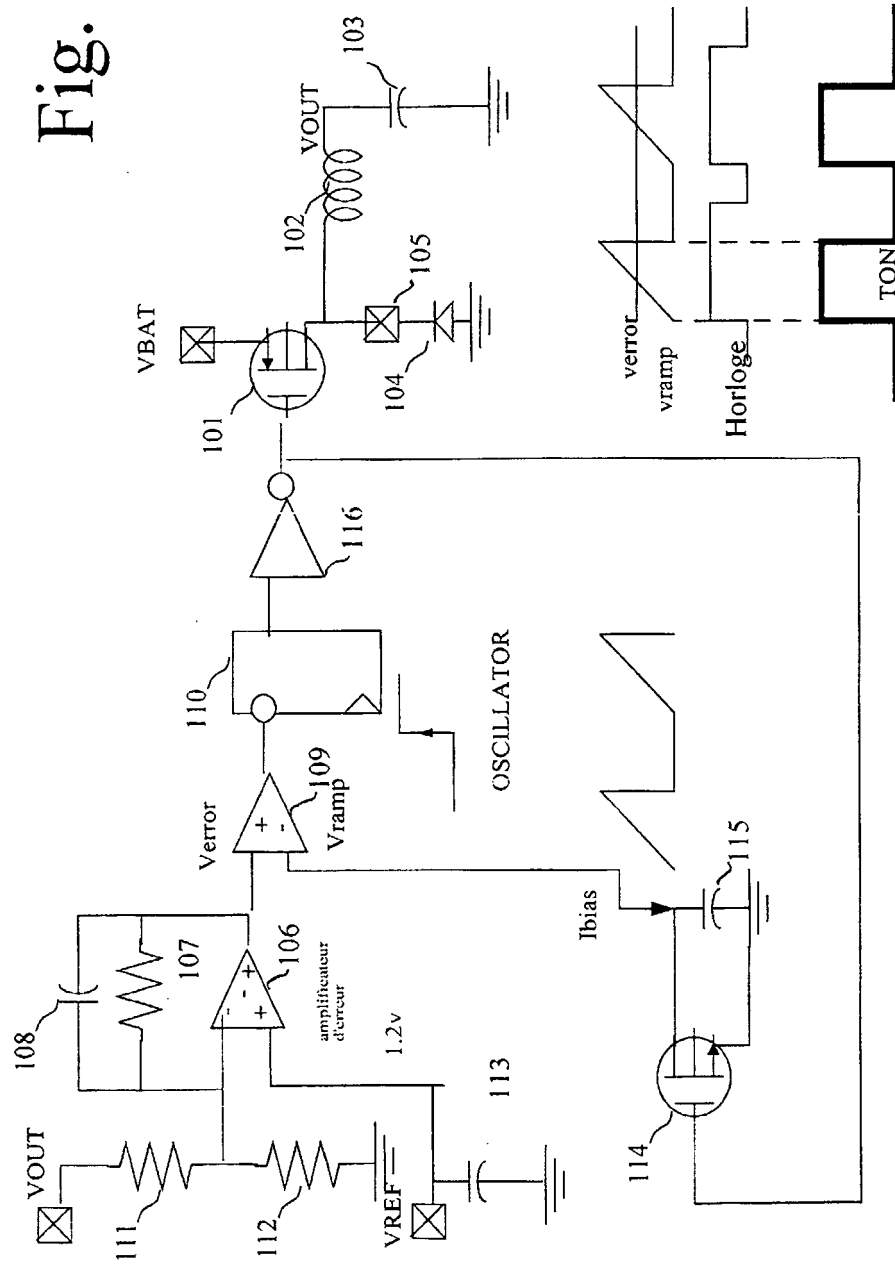 Fig.
VOUT
103
102
VBAT
105
101
104
116
110
OSCILLATOR
109
Verror
Vramp
108
107
106
amplificateur
d'erreur
1.2v
VOUT
111
112
VREF
113
Ibias
115
114
verror
vramp
Horloge
TON